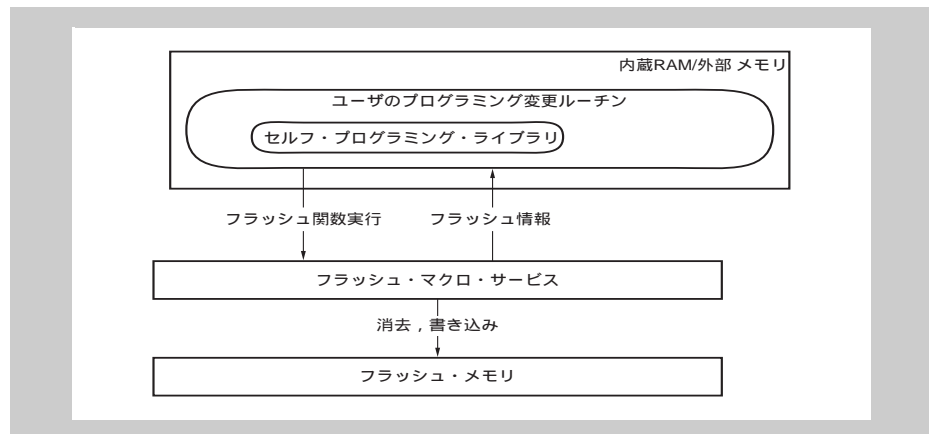 内蔵RAM/外部 メモリ
ユーザのプログラミング変更ルーチン
セルフ・プログラミング・ライブラリ
フラッシュ関数実行
フラッシュ情報
フラッシュ・マクロ・サービス
消去，書き込み
フラッシュ・メモリ